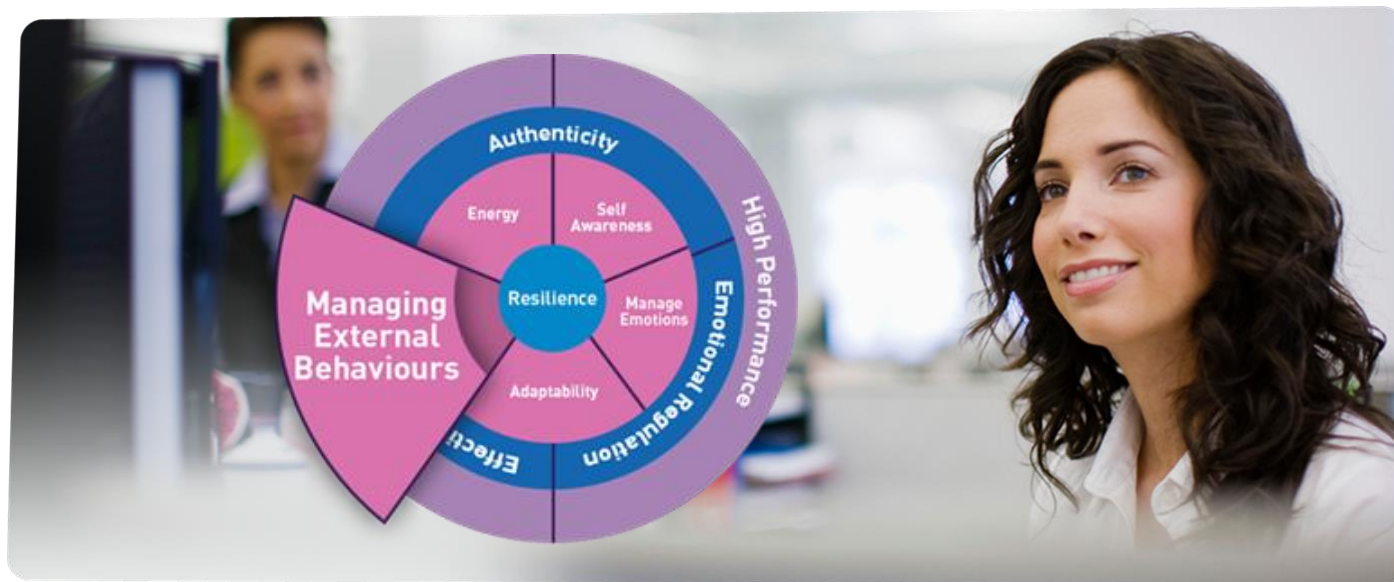 Authenticity
Energy
Self
Awareness
High Performance
Managing
External
Behaviours
Resilience
Manage
Emotions
Emotional Regulation
Adaptability
Effecti